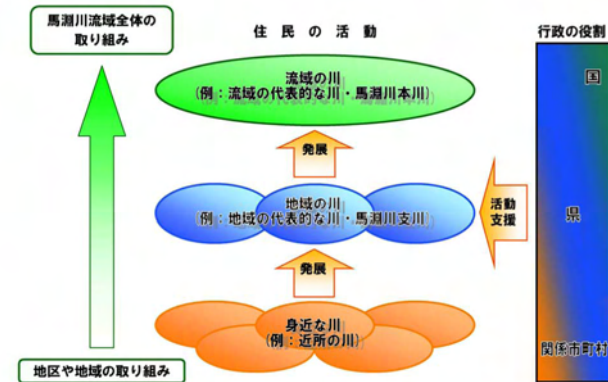 馬淵川流域全体の
取り組み
住民の活動
行政の役割
流域の川
(例:流域の代表的な川・馬淵川本川)
国
発展
地域の川
(例:地域の代表的な川・馬淵川支川)
活動
支援
県
発展
身近な川
(例:近所の川)
関係市町村
地区や地域の取り組み